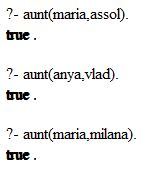 ?- aunt(maria,assol).
true .
?- aunt(anya,vlad).
true .
?- aunt(maria,milana).
true .